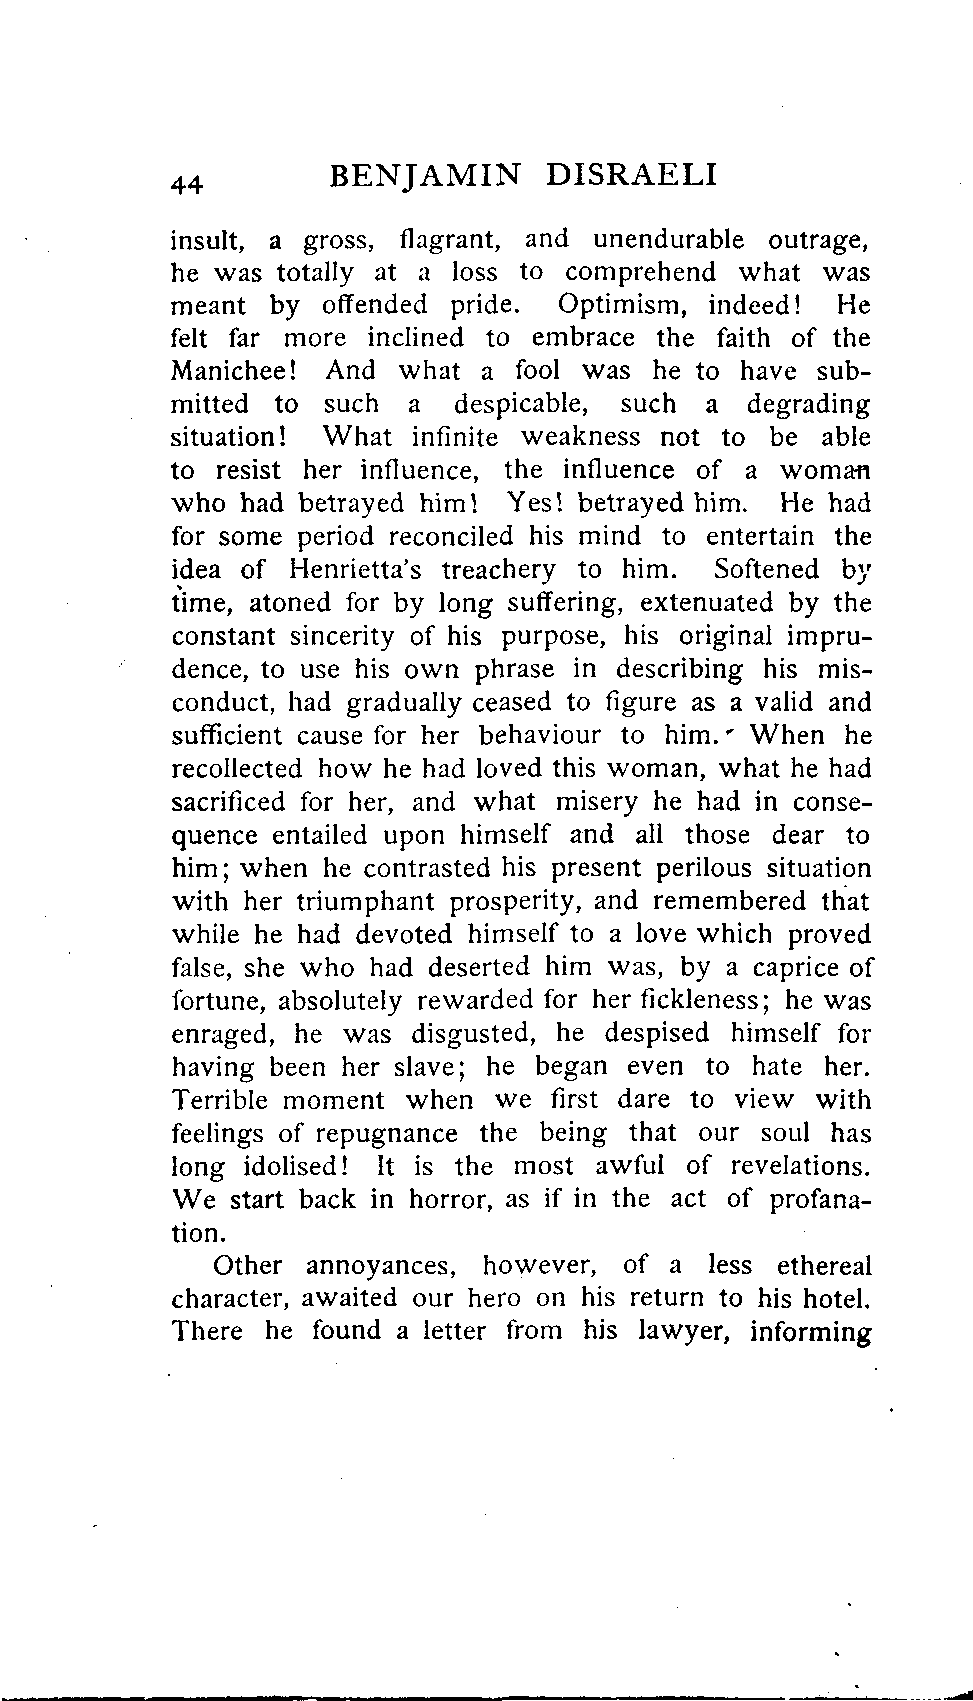 44 BENJAMIN DISRAELI
insult, a gross, flagrant, and unendurable outrage,
he was totally at a loss to comprehend what was
meant by offended pride. Optimism, indeed! He
felt far more inclined to embrace the faith of the
Manichee! And what a fool was he to have sub-
mitted to such a despicable, such a degrading
situation! What infinite weakness not to be able
to resist her influence, the influence of a woman
who had betrayed him! Yes! betrayed him. He had
for some period reconciled his mind to entertain the
idea of Henrietta's treachery to him. Softened by
time, atoned for by long suffering, extenuated by the
constant sincerity of his purpose, his original impru-
dence, to use his own phrase in describing his mis-
conduct, had gradually ceased to figure as a valid and
sufficient cause for her behaviour to him. When he
recollected how he had loved this woman, what he had
sacrificed for her, and what misery he had in conse-
quence entailed upon himself and all those dear to
him; when he contrasted his present perilous situation
with her triumphant prosperity, and remembered that
while he had devoted himself to a love which proved
false, she who had deserted him was, by a caprice of
fortune, absolutely rewarded for her fickleness; he was
enraged, he was disgusted, he despised himself for
having been her slave; he began even to hate her.
Terrible moment when we first dare to view with
feelings of repugnance the being that our soul has
long idolised! It is the most awful of revelations.
We start back in horror, as if in the act of profana-
tion.
Other annoyances, however, of a less ethereal
character, awaited our hero on his return to his hotel.
There he found a letter from his lawyer, informing